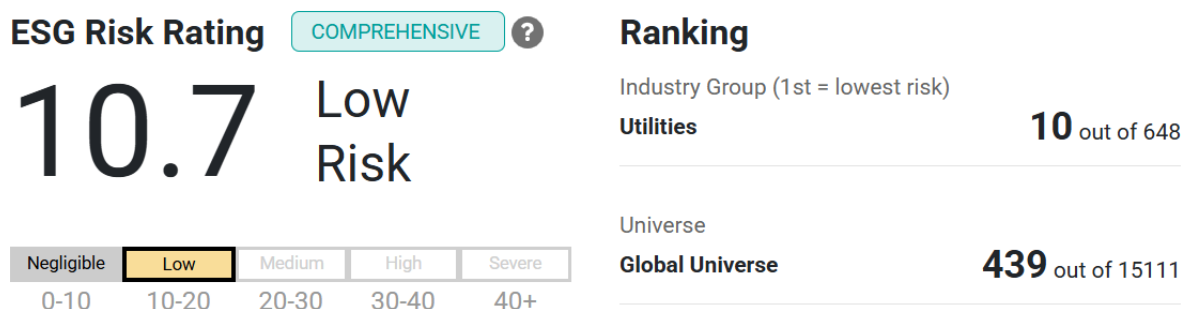 ESG Risk Rating COMPREHENSIVE ?
10.7 Low Risk
Negligible Low Medium High Severe
0-10 10-20 20-30 30-40 40+
Ranking
Industry Group (1st = lowest risk)
Utilities 10 out of 648
Universe
Global Universe 439 out of 15111